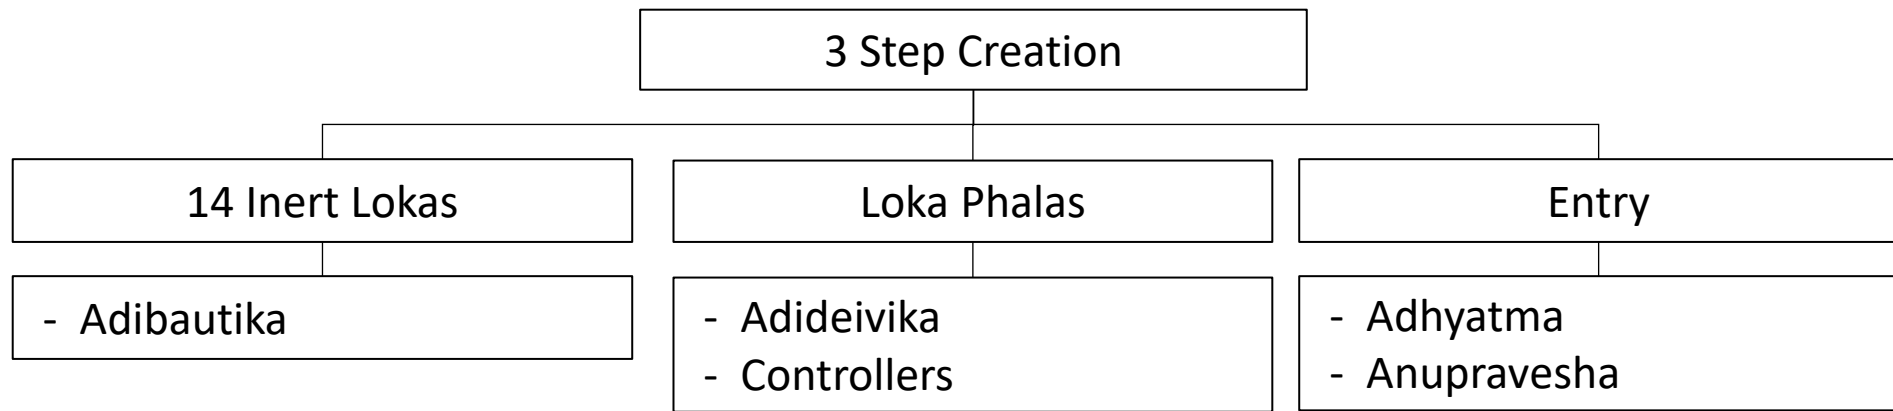 3 Step Creation
14 Inert Lokas
Loka Phalas
Entry
- Adibautika
- Adideivika
- Controllers
- Adhyatma
- Anupravesha